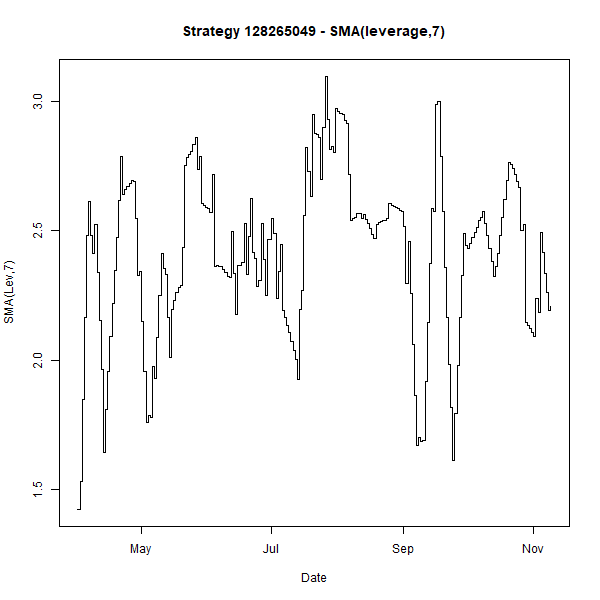 Strategy 128265049 - SMA(leverage,7)
SMA(Lev,7)
3.0
2.5
2.0
1.5
May Jul Sep Nov
Date